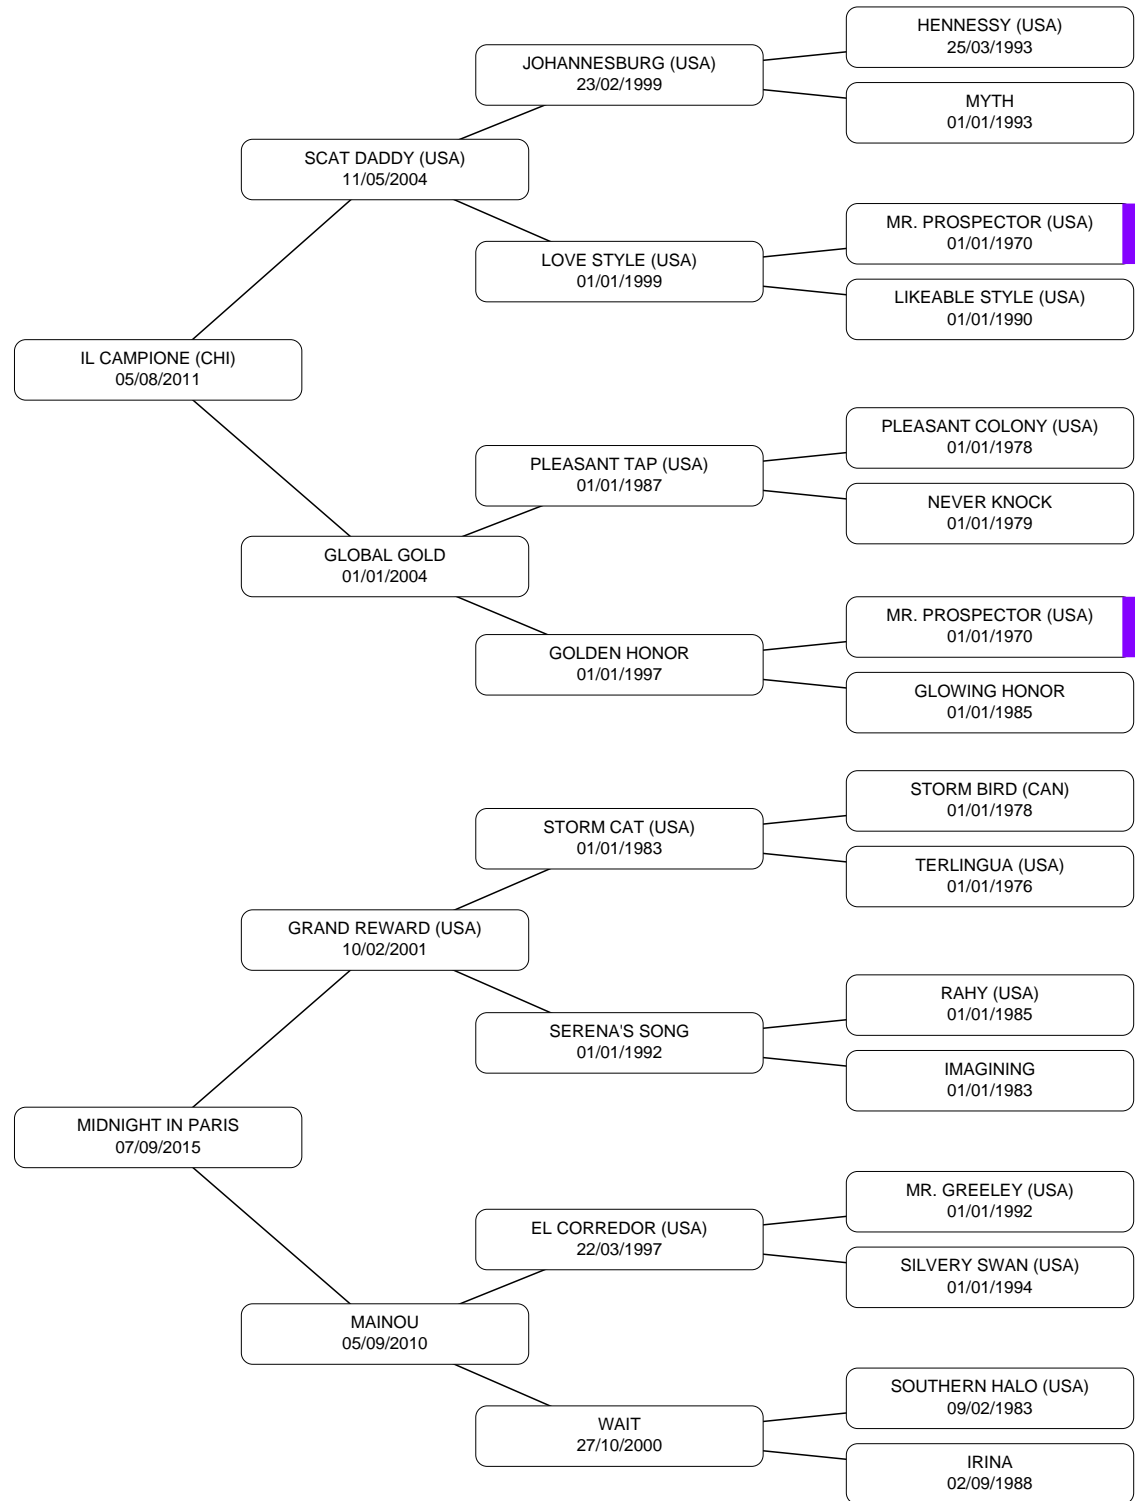 HENNESSY (USA)
25/03/1993
JOHANNESBURG (USA)
23/02/1999
MYTH
01/01/1993
SCAT DADDY (USA)
11/05/2004
MR. PROSPECTOR (USA)
01/01/1970
LOVE STYLE (USA)
01/01/1999
LIKEABLE STYLE (USA)
01/01/1990
IL CAMPIONE (CHI)
05/08/2011
PLEASANT COLONY (USA)
01/01/1978
PLEASANT TAP (USA)
01/01/1987
NEVER KNOCK
01/01/1979
GLOBAL GOLD
01/01/2004
MR. PROSPECTOR (USA)
01/01/1970
GOLDEN HONOR
01/01/1997
GLOWING HONOR
01/01/1985
STORM BIRD (CAN)
01/01/1978
STORM CAT (USA)
01/01/1983
TERLINGUA (USA)
01/01/1976
GRAND REWARD (USA)
10/02/2001
RAHY (USA)
01/01/1985
SERENA'S SONG
01/01/1992
IMAGINING
01/01/1983
MIDNIGHT IN PARIS
07/09/2015
MR. GREELEY (USA)
01/01/1992
EL CORREDOR (USA)
22/03/1997
SILVERY SWAN (USA)
01/01/1994
MAINOU
05/09/2010
SOUTHERN HALO (USA)
09/02/1983
WAIT
27/10/2000
IRINA
02/09/1988